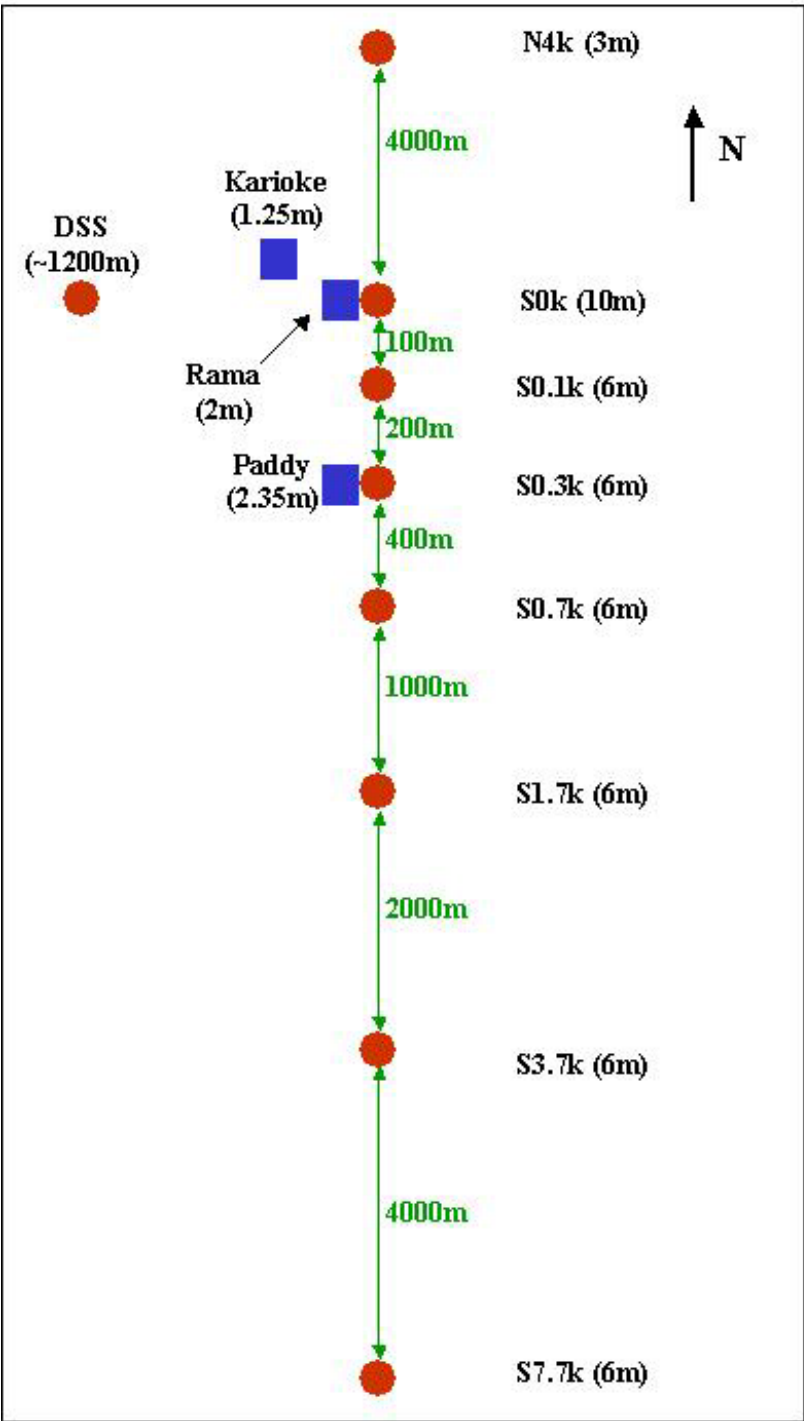 N4k (3m)
4000m
N
Karioke
(1.25m)
DSS
(~1200m)
S0k (10m)
100m
Rama
(2m)
S0.1k (6m)
200m
Paddy
(2.35m)
S0.3k (6m)
400m
S0.7k (6m)
1000m
S1.7k (6m)
2000m
S3.7k (6m)
4000m
S7.7k (6m)